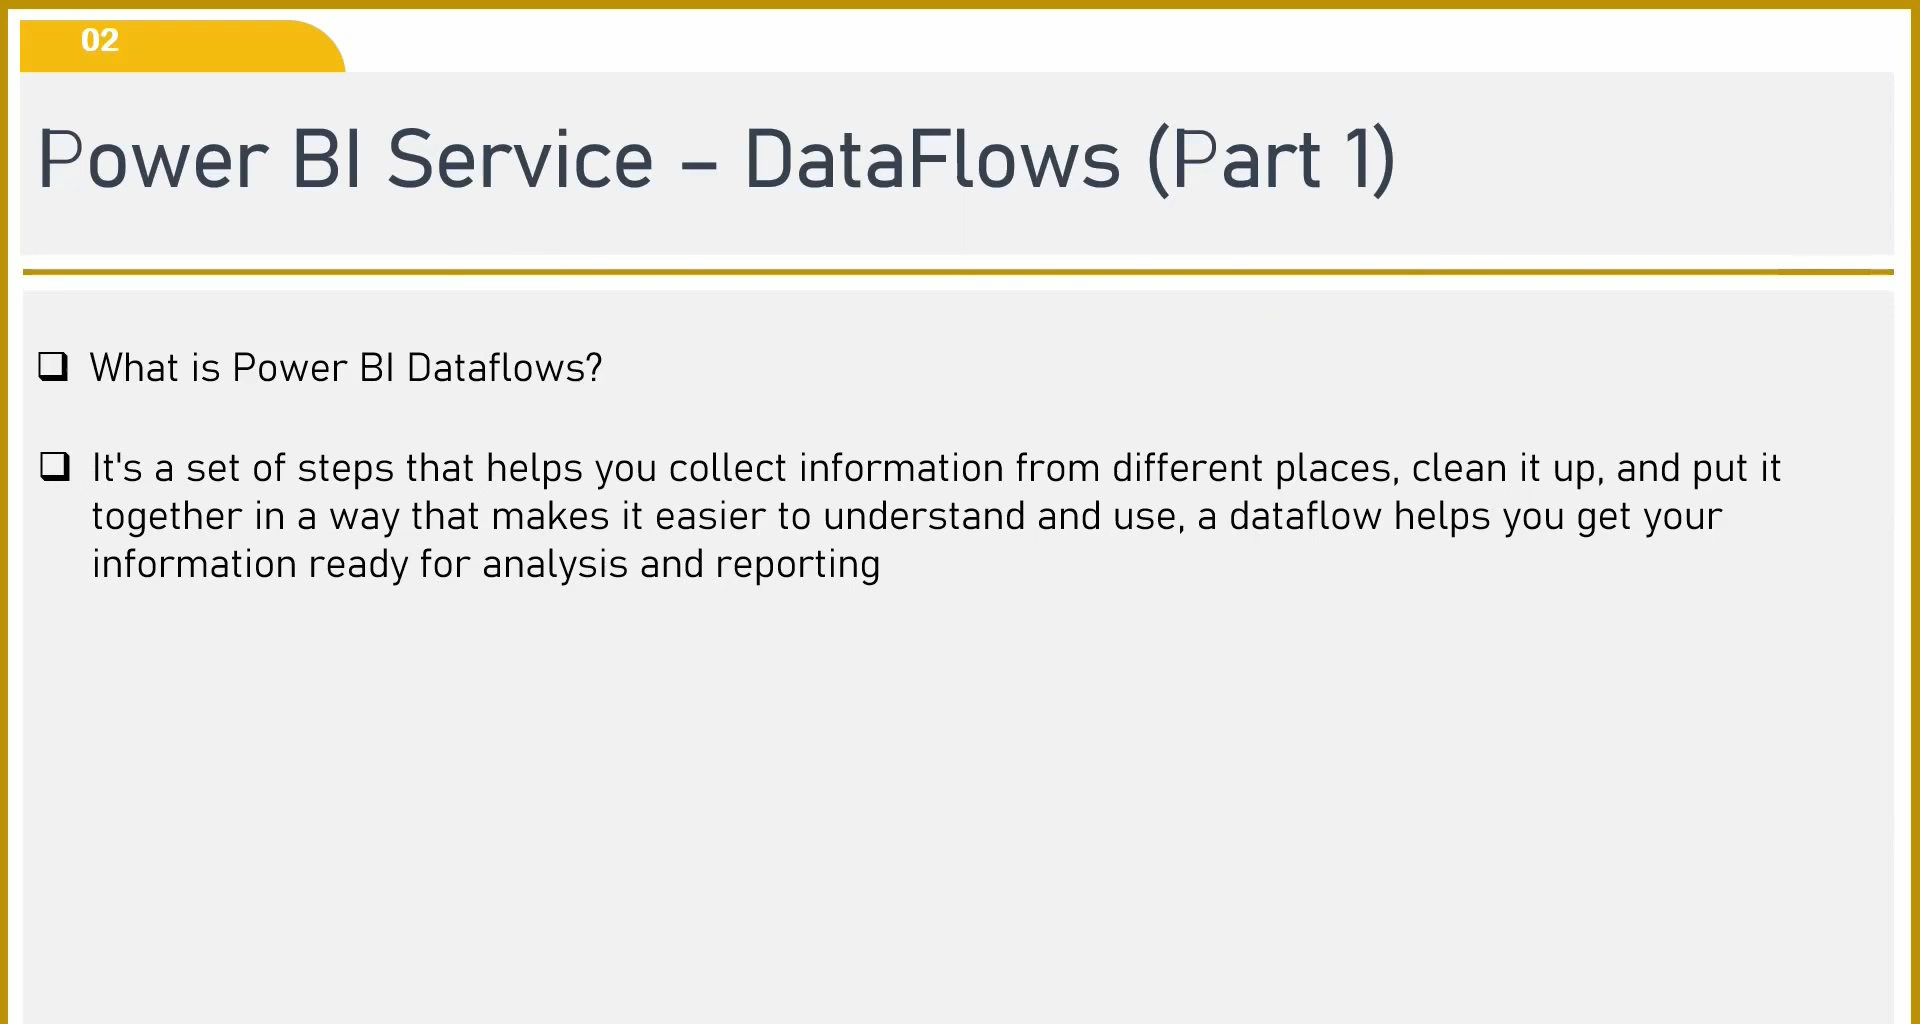 02
Power BI Service – DataFlows (Part 1)
❑ What is Power BI Dataflows?
❑ It's a set of steps that helps you collect information from different places, clean it up, and put it
together in a way that makes it easier to understand and use, a dataflow helps you get your
information ready for analysis and reporting